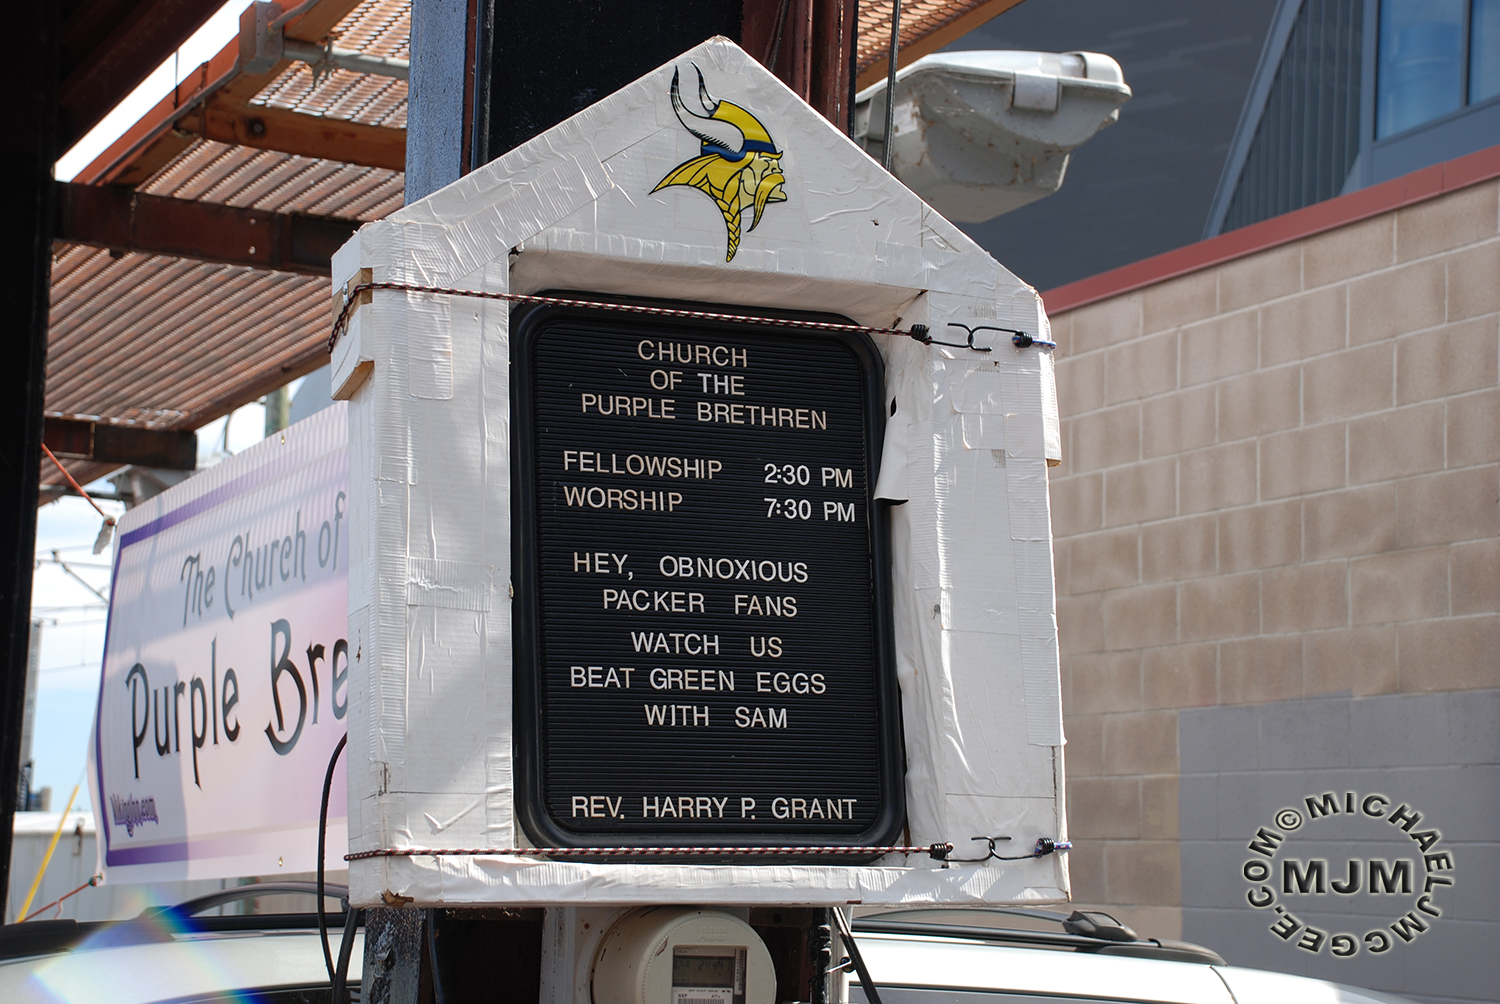 CHURCH
OF THE
PURPLE BRETHREN
FELLOWSHIP 2:30 PM
WORSHIP 7:30 PM
HEY, OBNOXIOUS
PACKER FANS
WATCH US
BEAT GREEN EGGS
WITH SAM
REV. HARRY P. GRANT
The Church of
Purple Bre
©MICHAELJMCGEE.COM
MJM